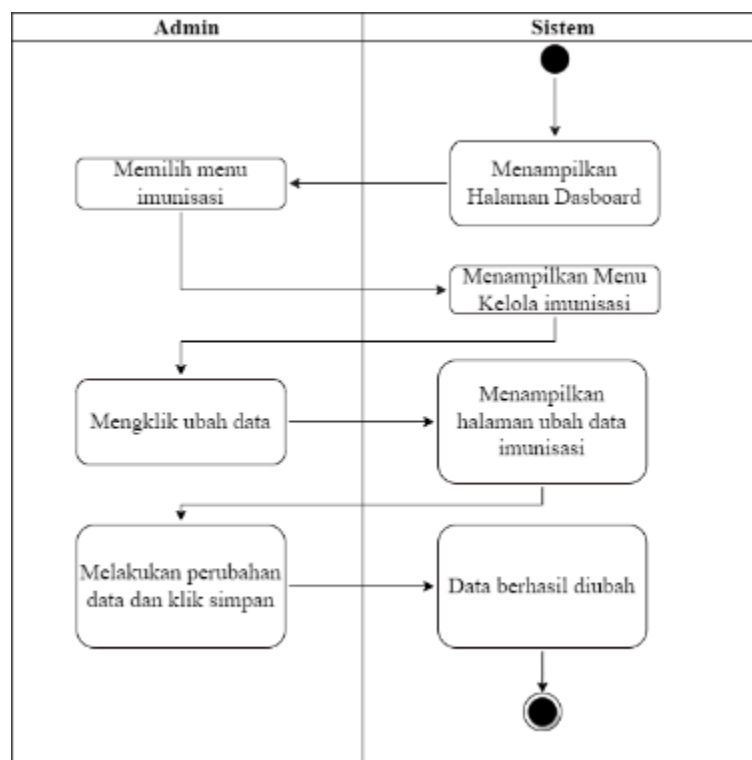 Admin
Sistem
Menampilkan
Halaman Dasboard
Memilih menu
imunisasi
Menampilkan Menu
Kelola imunisasi
Mengklik ubah data
Menampilkan
halaman ubah data
imunisasi
Melakukan perubahan
data dan klik simpan
Data berhasil diubah